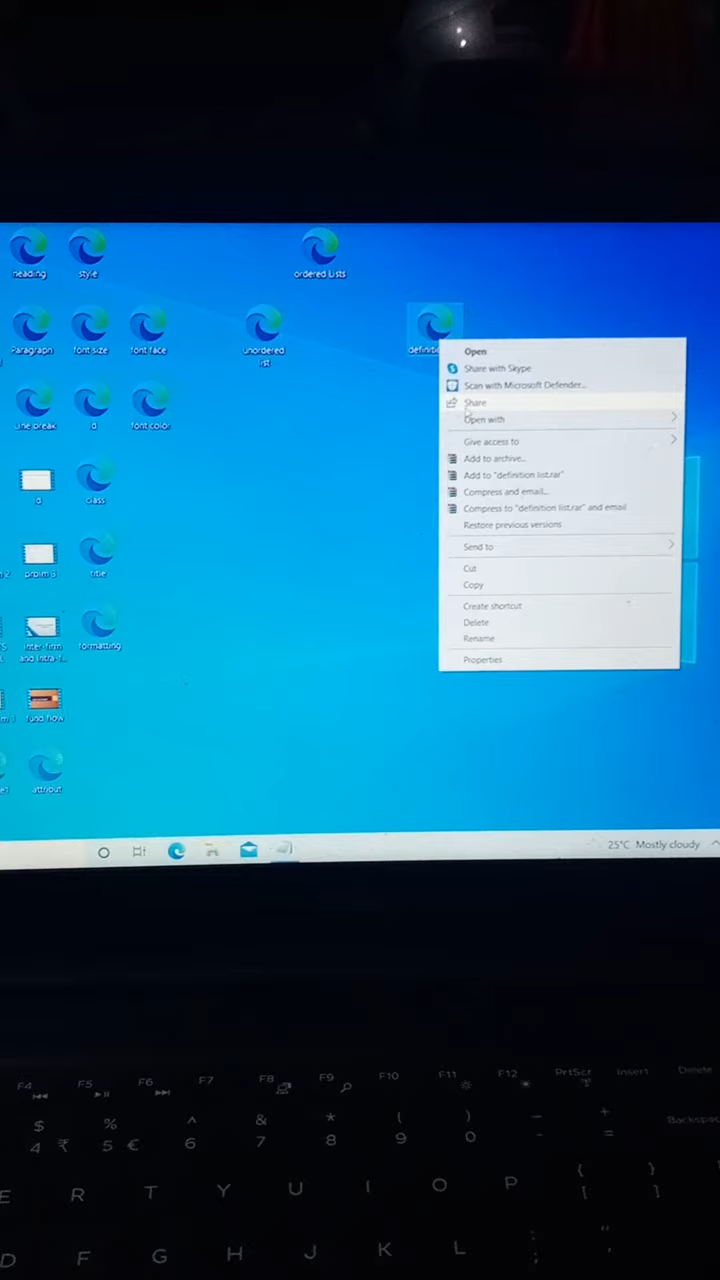 heading
style
ordered Lists
Paragraph
font size
font face
unordered
list
Line break
d
font color
d
class
title
formatting
inter-firm
and intra-f...
fund flow
attribut
Open
Share with Skype
Scan with Microsoft Defender...
Share
Open with
Give access to
Add to archive...
Add to "definition list.rar"
Compress and email...
Compress to "definition list.rar" and email
Restore previous versions
Send to
Cut
Copy
Create shortcut
Delete
Rename
Properties
25°C Mostly cloudy
F4 F5 F6 F7 F8 F9 F10 F11 F12 PrtScr Insert Delete
$ % ^ & * ( ) _ +
4 ₹ 5 € 6 7 8 9 0 - = Backspac
E R T Y U I O P { [ } ]
D F G H J K L : ; " '